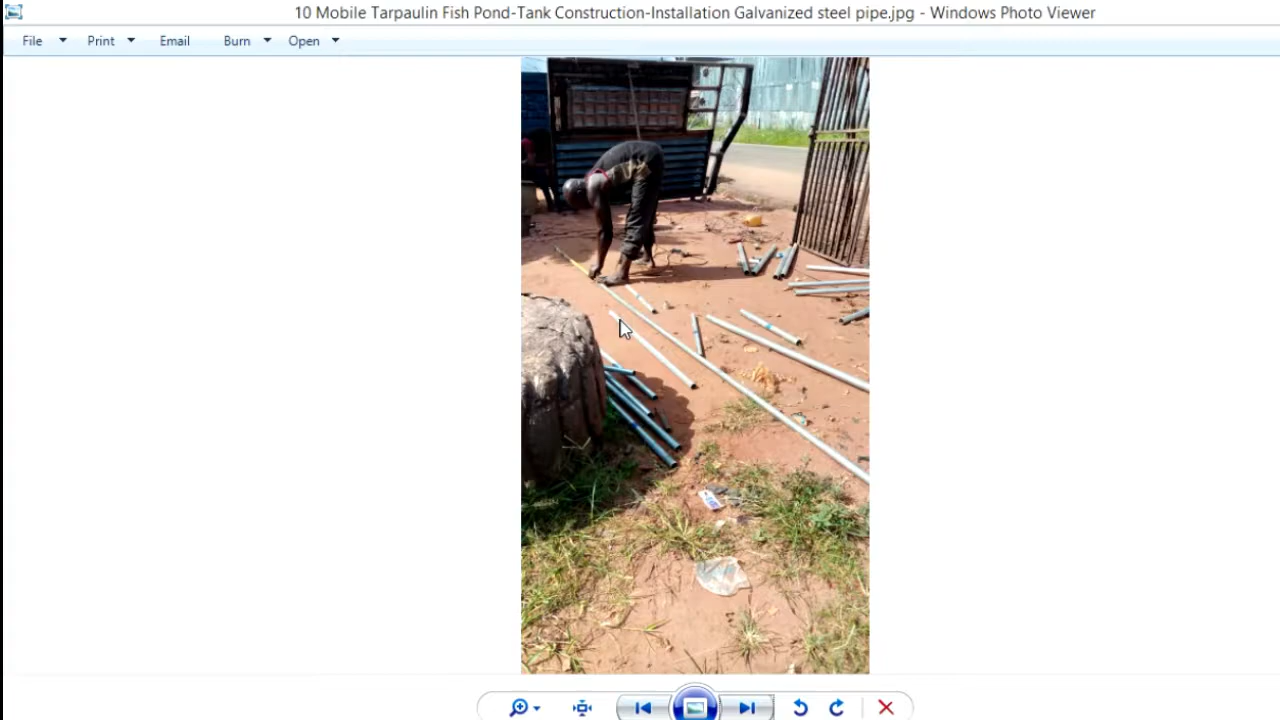 10 Mobile Tarpaulin Fish Pond-Tank Construction-Installation Galvanized steel pipe.jpg - Windows Photo Viewer
File Print Email Burn Open